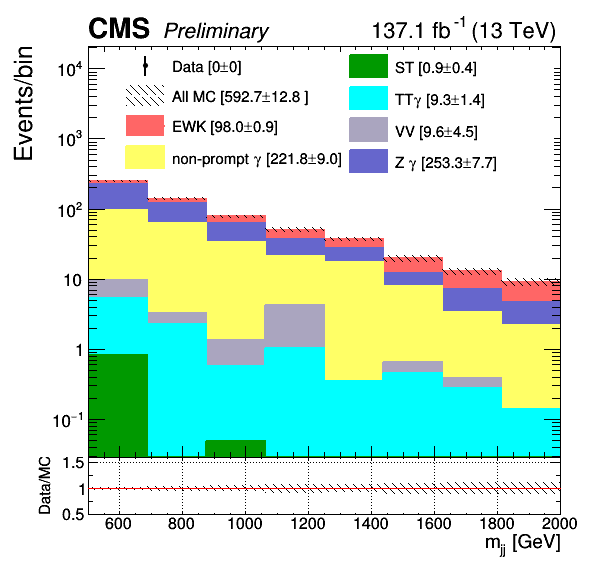 CMS Preliminary 137.1 fb⁻¹ (13 TeV)
Events/bin
Data [0±0]
All MC [592.7±12.8 ]
EWK [98.0±0.9]
non-prompt γ [221.8±9.0]
ST [0.9±0.4]
TTγ [9.3±1.4]
VV [9.6±4.5]
Z γ [253.3±7.7]
10⁴
10³
10²
10
1
10⁻¹
Data/MC
1.5
1
0.5
600 800 1000 1200 1400 1600 1800 2000
m_jj [GeV]